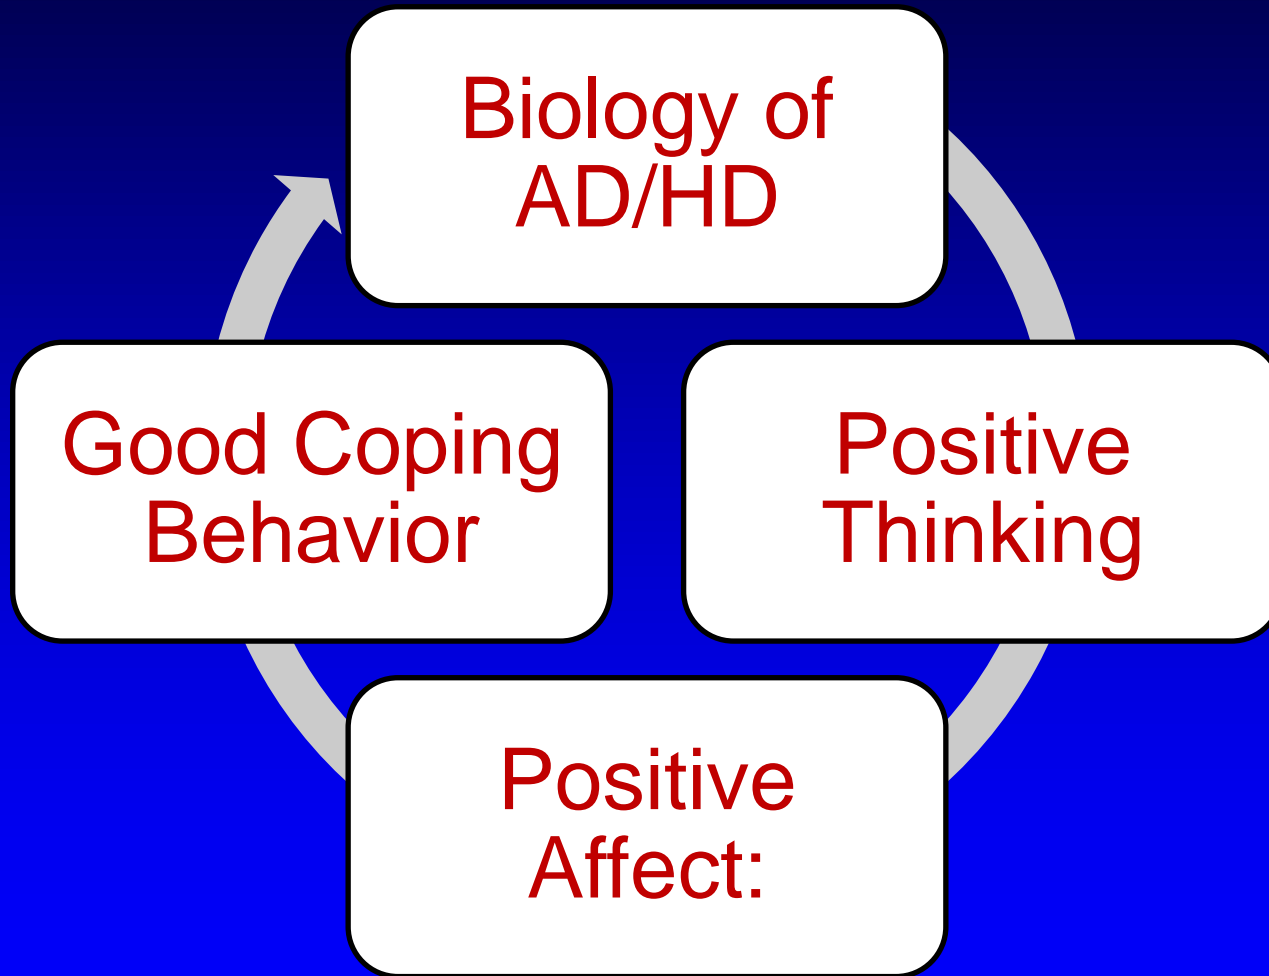 Biology of
AD/HD
Good Coping
Behavior
Positive
Thinking
Positive
Affect: